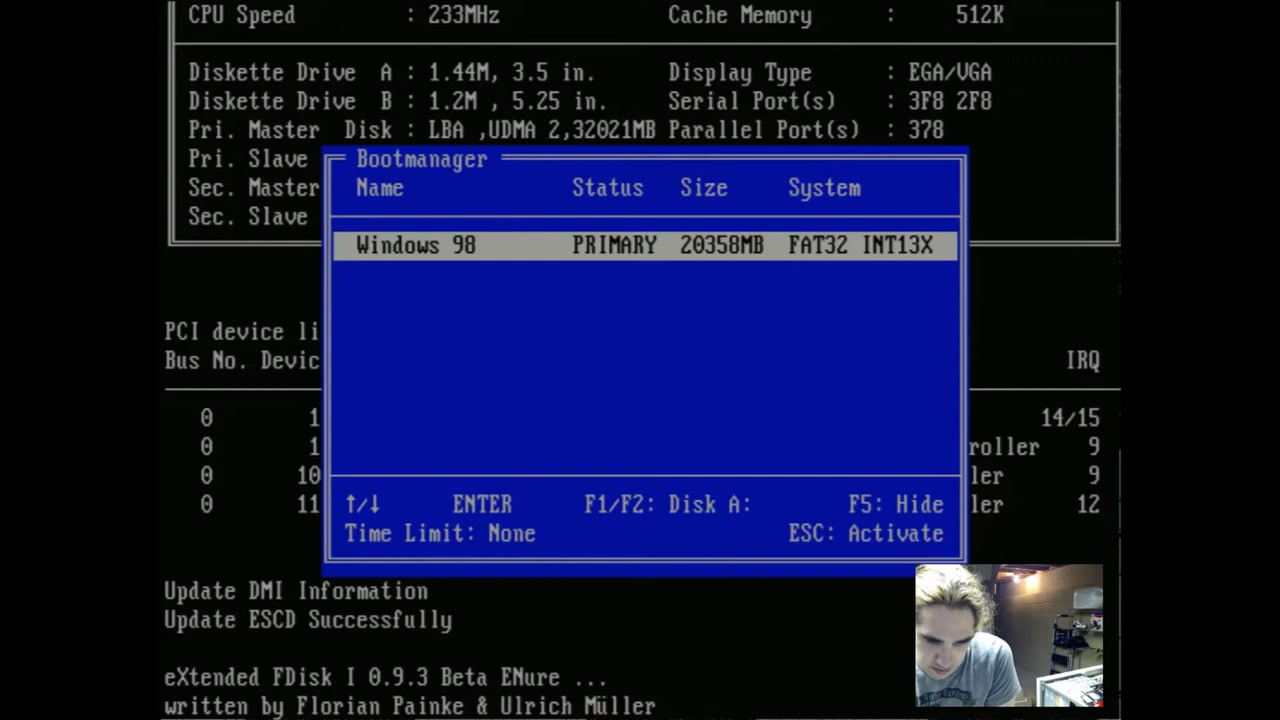 CPU Speed : 233MHz Cache Memory : 512K
Diskette Drive A : 1.44M, 3.5 in. Display Type : EGA/VGA
Diskette Drive B : 1.2M , 5.25 in. Serial Port(s) : 3F8 2F8
Pri. Master Disk : LBA ,UDMA 2,32021MB Parallel Port(s) : 378
Pri. Slave
Sec. Master
Sec. Slave
Bootmanager
Name Status Size System
Windows 98 PRIMARY 20358MB FAT32 INT13X
PCI device li
Bus No. Devic IRQ
0 1 14/15
0 1 roller 9
0 10 ler 9
0 11 ler 12
↑/↓ ENTER F1/F2: Disk A: F5: Hide
Time Limit: None ESC: Activate
Update DMI Information
Update ESCD Successfully
eXtended FDisk I 0.9.3 Beta ENure ...
written by Florian Painke & Ulrich Müller